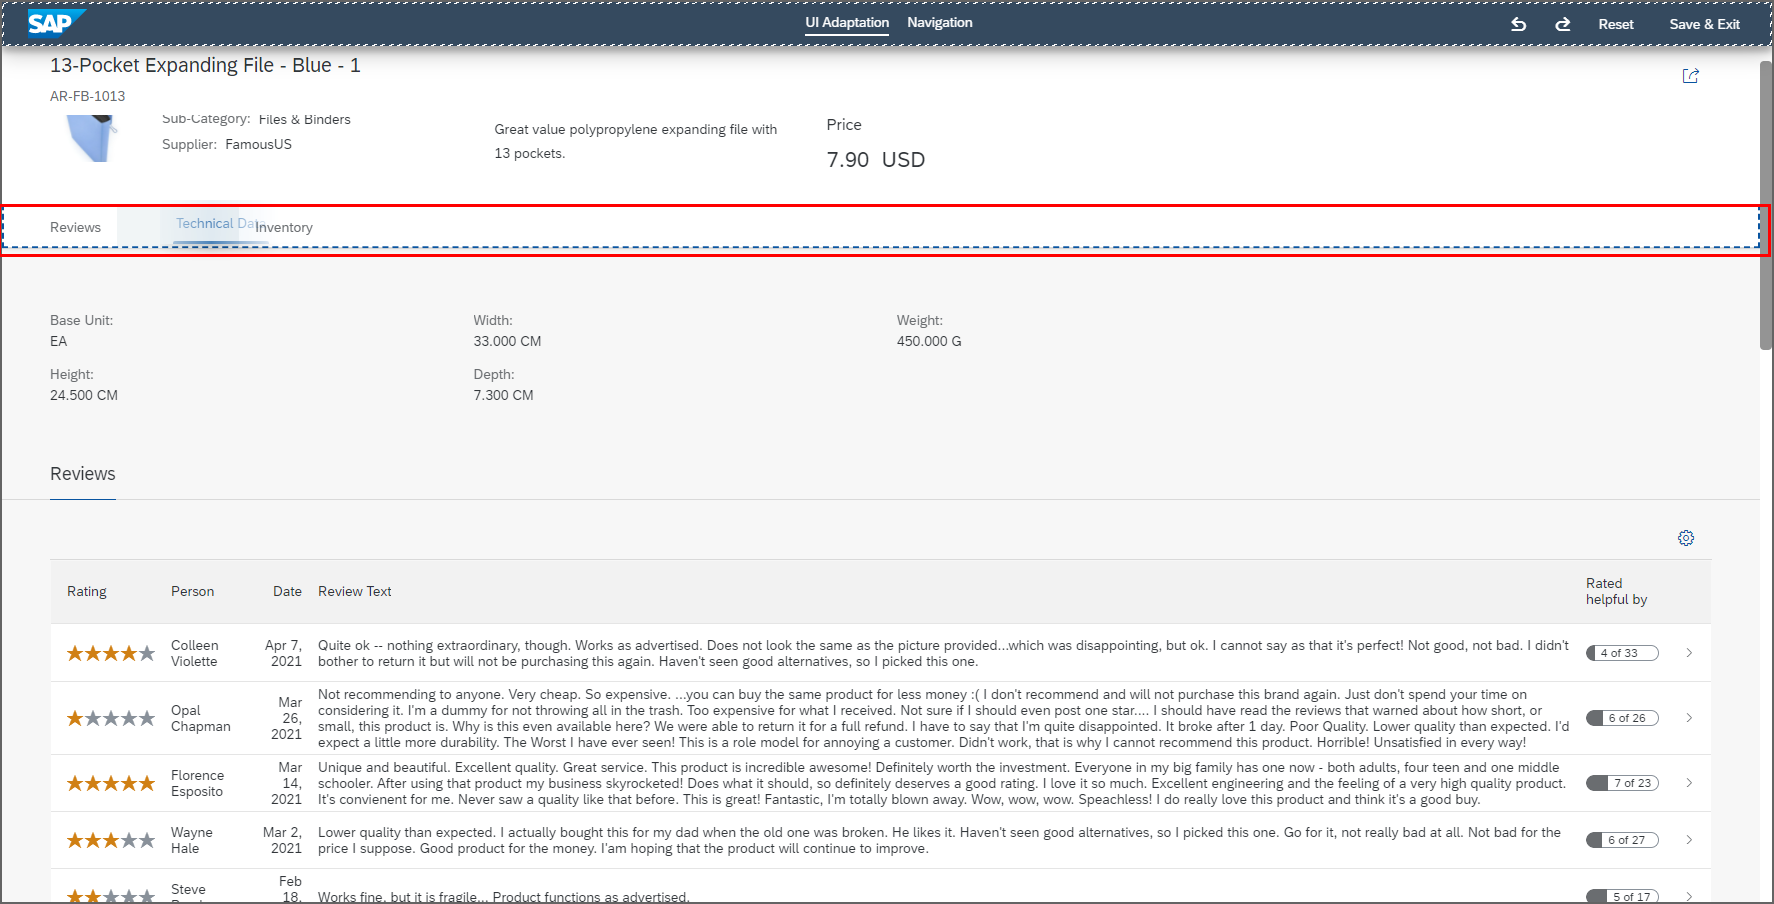 SAP
UI Adaptation Navigation Reset Save & Exit
13-Pocket Expanding File - Blue - 1
AR-FB-1013
Sub-Category: Files & Binders
Supplier: FamousUS
Great value polypropylene expanding file with
13 pockets.
Price
7.90 USD
Reviews Technical Data Inventory
Base Unit:
EA
Width:
33.000 CM
Weight:
450.000 G
Height:
24.500 CM
Depth:
7.300 CM
Reviews
Rating Person Date Review Text Rated
helpful by
Colleen
Violette
Apr 7,
2021
Quite ok -- nothing extraordinary, though. Works as advertised. Does not look the same as the picture provided...which was disappointing, but ok. I cannot say as that it's perfect! Not good, not bad. I didn't
bother to return it but will not be purchasing this again. Haven't seen good alternatives, so I picked this one.
4 of 33
Opal
Chapman
Mar
26,
2021
Not recommending to anyone. Very cheap. So expensive. ...you can buy the same product for less money :( I don't recommend and will not purchase this brand again. Just don't spend your time on
considering it. I'm a dummy for not throwing all in the trash. Too expensive for what I received. Not sure if I should even post one star.... I should have read the reviews that warned about how short, or
small, this product is. Why is this even available here? We were able to return it for a full refund. I have to say that I'm quite disappointed. It broke after 1 day. Poor Quality. Lower quality than expected. I'd
expect a little more durability. The Worst I have ever seen! This is a role model for annoying a customer. Didn't work, that is why I cannot recommend this product. Horrible! Unsatisfied in every way!
6 of 26
Florence
Esposito
Mar
14,
2021
Unique and beautiful. Excellent quality. Great service. This product is incredible awesome! Definitely worth the investment. Everyone in my big family has one now - both adults, four teen and one middle
schooler. After using that product my business skyrocketed! Does what it should, so definitely deserves a good rating. I love it so much. Excellent engineering and the feeling of a very high quality product.
It's convienent for me. Never saw a quality like that before. This is great! Fantastic, I'm totally blown away. Wow, wow, wow. Speachless! I do really love this product and think it's a good buy.
7 of 23
Wayne
Hale
Mar 2,
2021
Lower quality than expected. I actually bought this for my dad when the old one was broken. He likes it. Haven't seen good alternatives, so I picked this one. Go for it, not really bad at all. Not bad for the
price I suppose. Good product for the money. I'am hoping that the product will continue to improve.
6 of 27
Steve
Feb
18,
Works fine, but it is fragile... Product functions as advertised.
5 of 17